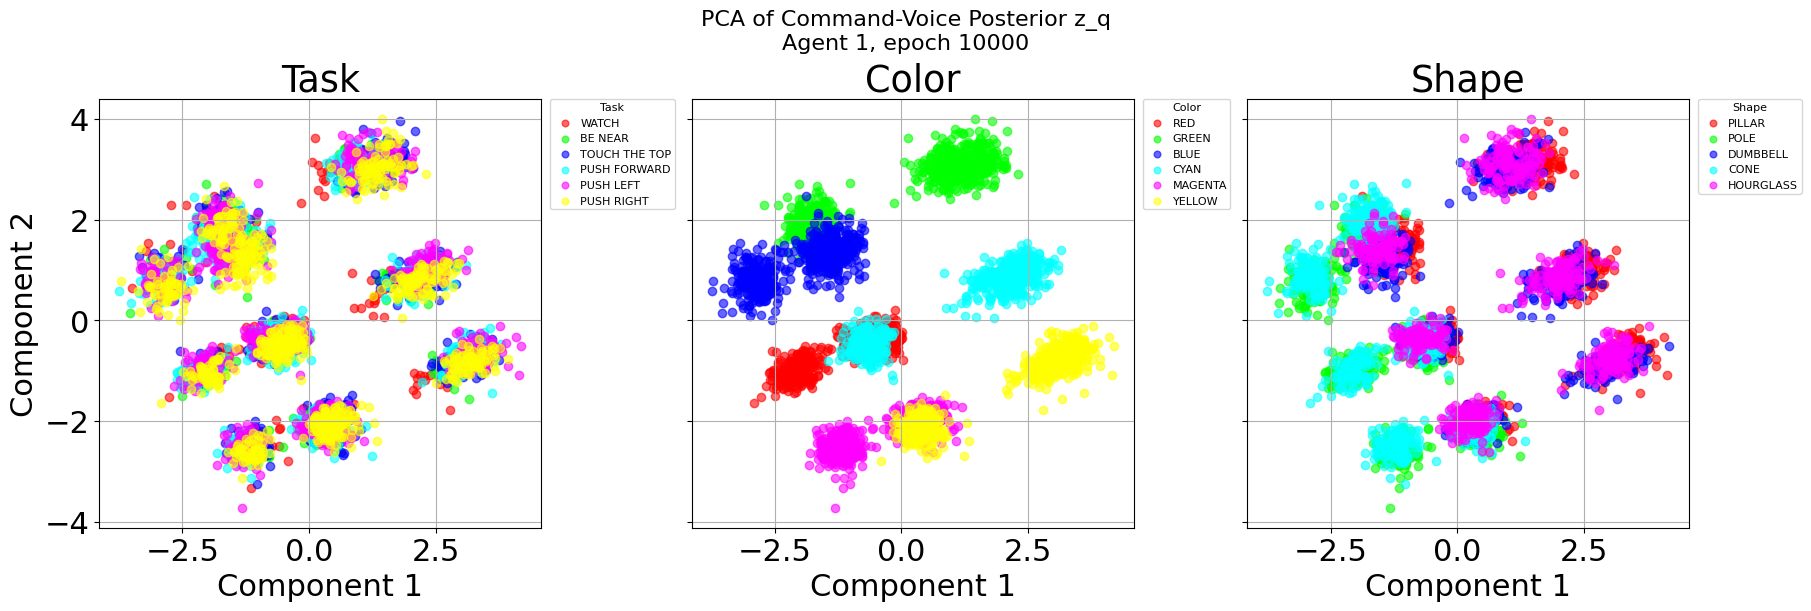 PCA of Command-Voice Posterior z_q
Agent 1, epoch 10000
Task
Color
Shape
Component 2
4
2
0
−2
−4
−2.5 0.0 2.5
Component 1
−2.5 0.0 2.5
Component 1
−2.5 0.0 2.5
Component 1
Task
WATCH
BE NEAR
TOUCH THE TOP
PUSH FORWARD
PUSH LEFT
PUSH RIGHT
Color
RED
GREEN
BLUE
CYAN
MAGENTA
YELLOW
Shape
PILLAR
POLE
DUMBBELL
CONE
HOURGLASS